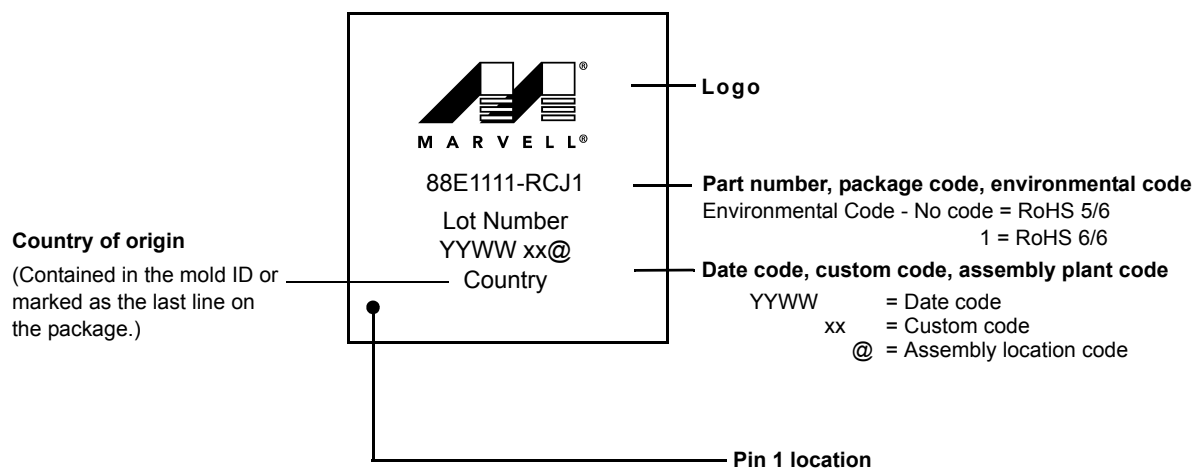 MARVELL®
®
88E1111-RCJ1
Lot Number
YYWW xx@
Country
Logo
Part number, package code, environmental code
Environmental Code - No code = RoHS 5/6
1 = RoHS 6/6
Date code, custom code, assembly plant code
YYWW = Date code
xx = Custom code
@ = Assembly location code
Country of origin
(Contained in the mold ID or
marked as the last line on
the package.)
Pin 1 location